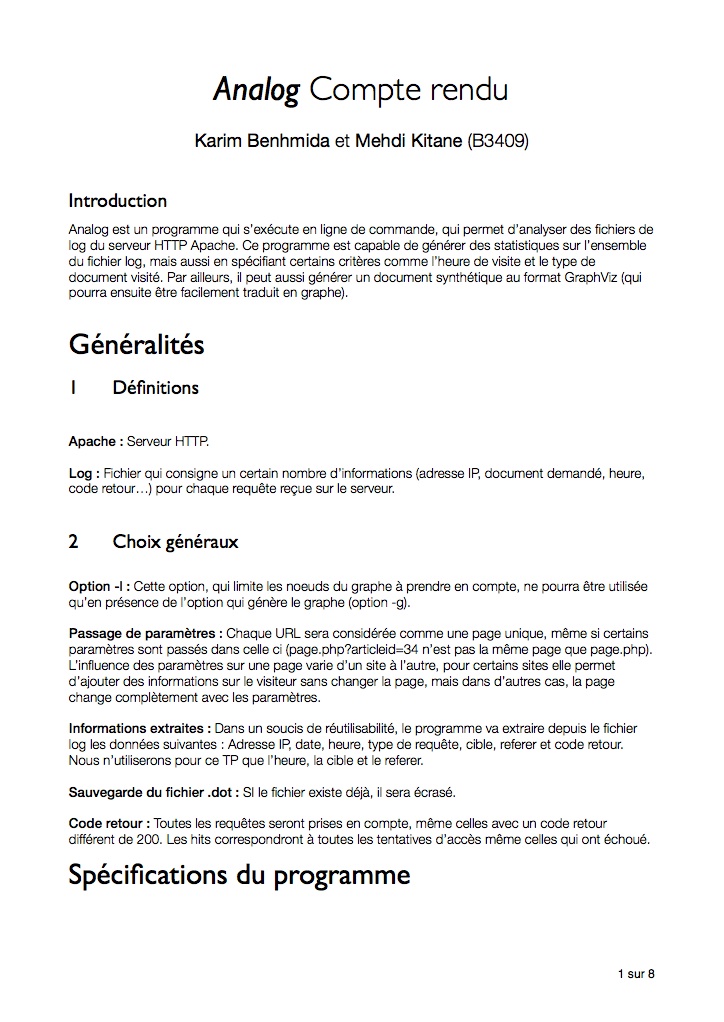 Analog Compte rendu
Karim Benhmida et Mehdi Kitane (B3409)
Introduction
Analog est un programme qui s'exécute en ligne de commande, qui permet d'analyser des fichiers de
log du serveur HTTP Apache. Ce programme est capable de générer des statistiques sur l'ensemble
du fichier log, mais aussi en spécifiant certains critères comme l'heure de visite et le type de
document visité. Par ailleurs, il peut aussi générer un document synthétique au format GraphViz (qui
pourra ensuite être facilement traduit en graphe).
Généralités
1 Définitions
Apache : Serveur HTTP.
Log : Fichier qui consigne un certain nombre d'informations (adresse IP, document demandé, heure,
code retour…) pour chaque requête reçue sur le serveur.
2 Choix généraux
Option -l : Cette option, qui limite les noeuds du graphe à prendre en compte, ne pourra être utilisée
qu'en présence de l'option qui génère le graphe (option -g).
Passage de paramètres : Chaque URL sera considérée comme une page unique, même si certains
paramètres sont passés dans celle ci (page.php?articleid=34 n'est pas la même page que page.php).
L'influence des paramètres sur une page varie d'un site à l'autre, pour certains sites elle permet
d'ajouter des informations sur le visiteur sans changer la page, mais dans d'autres cas, la page
change complètement avec les paramètres.
Informations extraites : Dans un soucis de réutilisabilité, le programme va extraire depuis le fichier
log les données suivantes : Adresse IP, date, heure, type de requête, cible, referer et code retour.
Nous n'utiliserons pour ce TP que l'heure, la cible et le referer.
Sauvegarde du fichier .dot : SI le fichier existe déjà, il sera écrasé.
Code retour : Toutes les requêtes seront prises en compte, même celles avec un code retour
différent de 200. Les hits correspondront à toutes les tentatives d'accès même celles qui ont échoué.
Spécifications du programme
1 sur 8